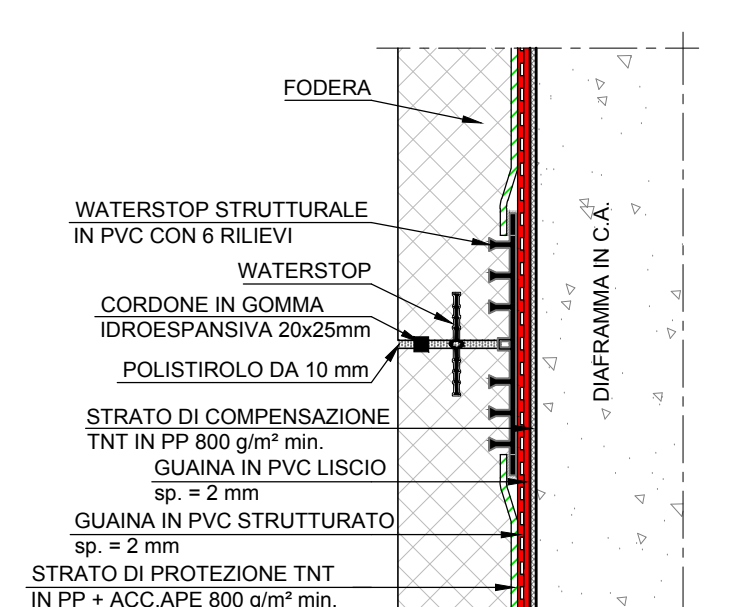 FODERA
WATERSTOP STRUTTURALE
IN PVC CON 6 RILIEVI
WATERSTOP
CORDONE IN GOMMA
IDROESPANSIVA 20x25mm
POLISTIROLO DA 10 mm
STRATO DI COMPENSAZIONE
TNT IN PP 800 g/m² min.
GUAINA IN PVC LISCIO
sp. = 2 mm
GUAINA IN PVC STRUTTURATO
sp. = 2 mm
STRATO DI PROTEZIONE TNT
IN PP + ACC.APE 800 g/m² min.
DIAFRAMMA IN C.A.